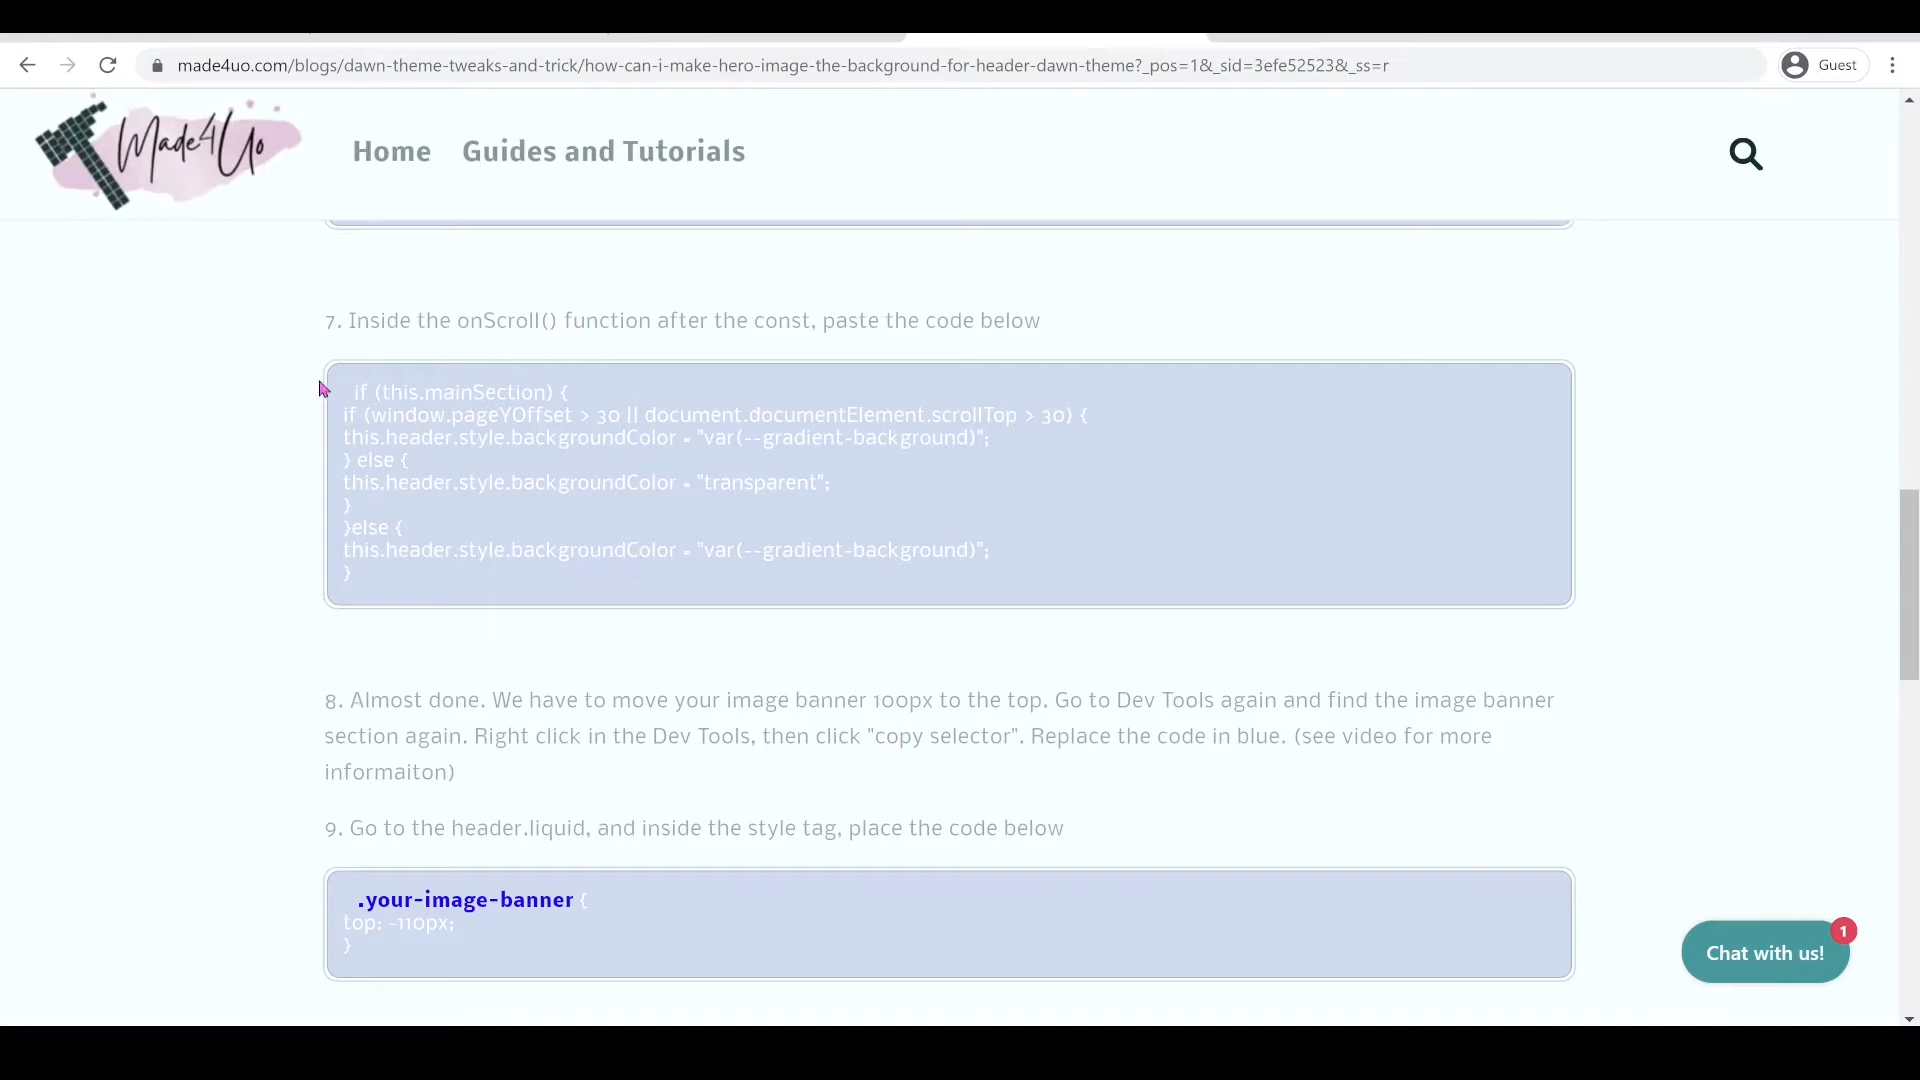 made4uo.com/blogs/dawn-theme-tweaks-and-trick/how-can-i-make-hero-image-the-background-for-header-dawn-theme?_pos=1&_sid=3efe52523&_ss=r
Guest
Made4Uo
Home
Guides and Tutorials
7. Inside the onScroll() function after the const, paste the code below
if (this.mainSection) {
if (window.pageYOffset > 30 || document.documentElement.scrollTop > 30) {
this.header.style.backgroundColor = "var(--gradient-background)";
} else {
this.header.style.backgroundColor = "transparent";
}
}else {
this.header.style.backgroundColor = "var(--gradient-background)";
}
8. Almost done. We have to move your image banner 100px to the top. Go to Dev Tools again and find the image banner
section again. Right click in the Dev Tools, then click "copy selector". Replace the code in blue. (see video for more
informaiton)
9. Go to the header.liquid, and inside the style tag, place the code below
.your-image-banner {
top: -110px;
}
1
Chat with us!